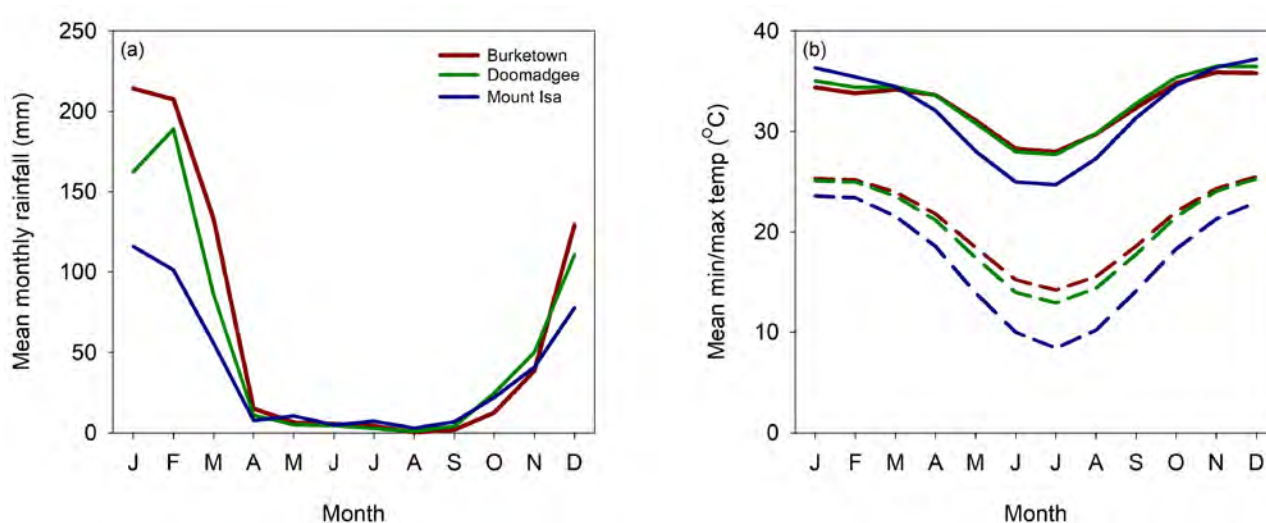 (a)
Burketown
Doomadgee
Mount Isa
Mean monthly rainfall (mm)
250
200
150
100
50
0
J F M A M J J A S O N D
Month
(b)
Mean min/max temp (°C)
40
30
20
10
0
J F M A M J J A S O N D
Month